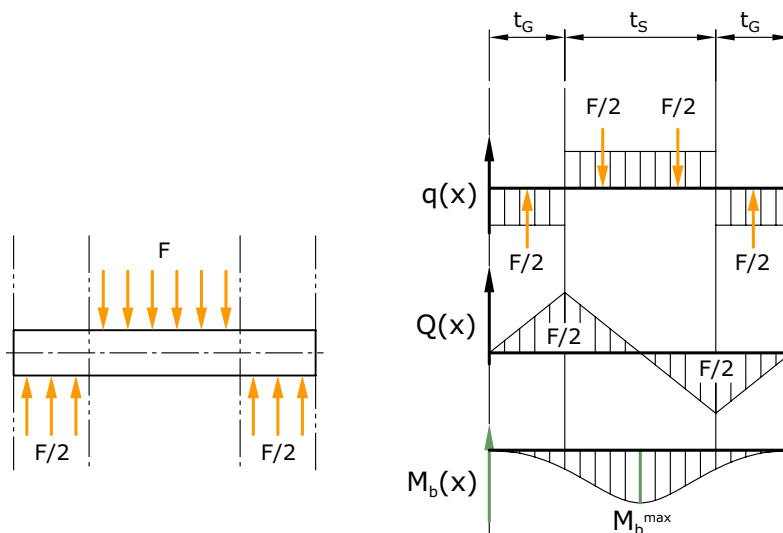 t_G t_S t_G
F/2 F/2
q(x)
F
F/2 F/2
Q(x)
F/2
F/2
F/2 F/2
M_b(x)
M_b^max